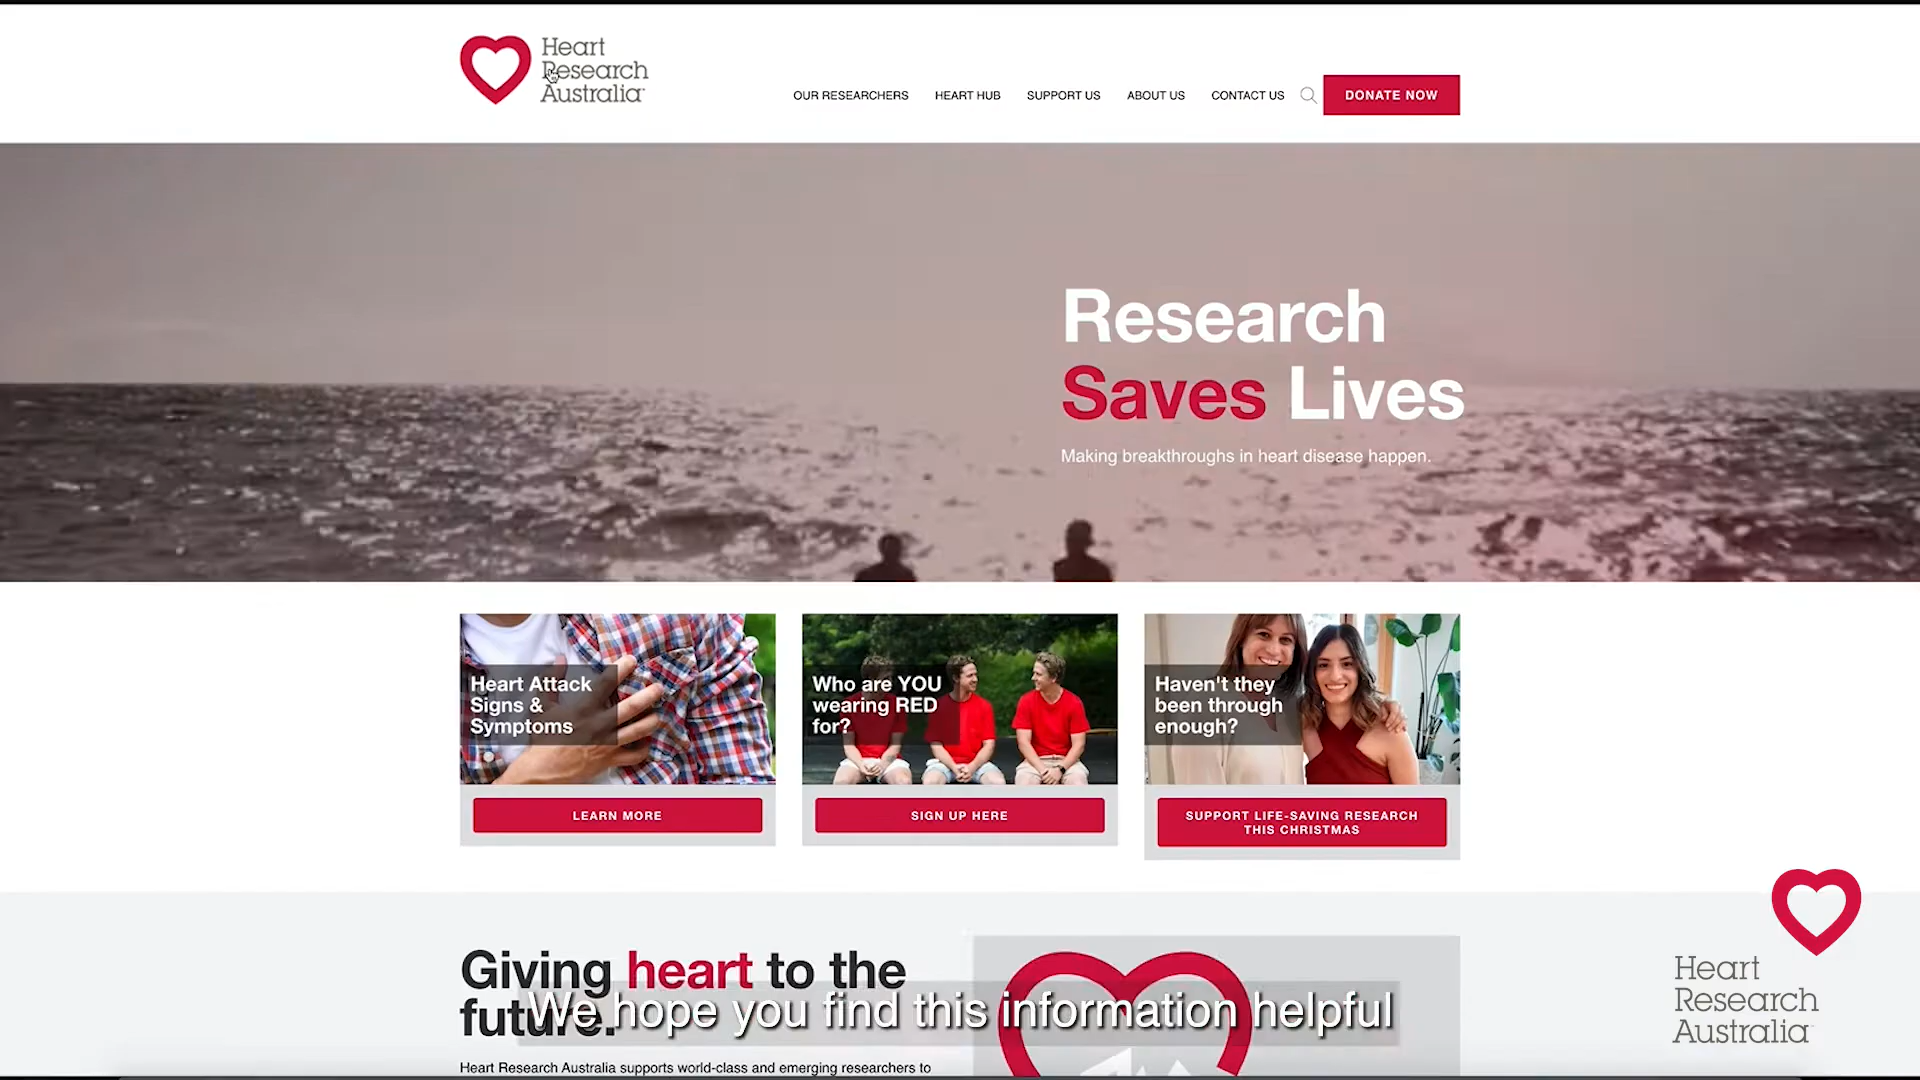 Heart
Research
Australia
OUR RESEARCHERS
HEART HUB
SUPPORT US
ABOUT US
CONTACT US
DONATE NOW
Research
Saves Lives
Making breakthroughs in heart disease happen.
Heart Attack
Signs &
Symptoms
LEARN MORE
Who are YOU
wearing RED
for?
SIGN UP HERE
Haven't they
been through
enough?
SUPPORT LIFE-SAVING RESEARCH
THIS CHRISTMAS
Giving heart to the
future.
Heart Research Australia supports world-class and emerging researchers to
We hope you find this information helpful
Heart
Research
Australia